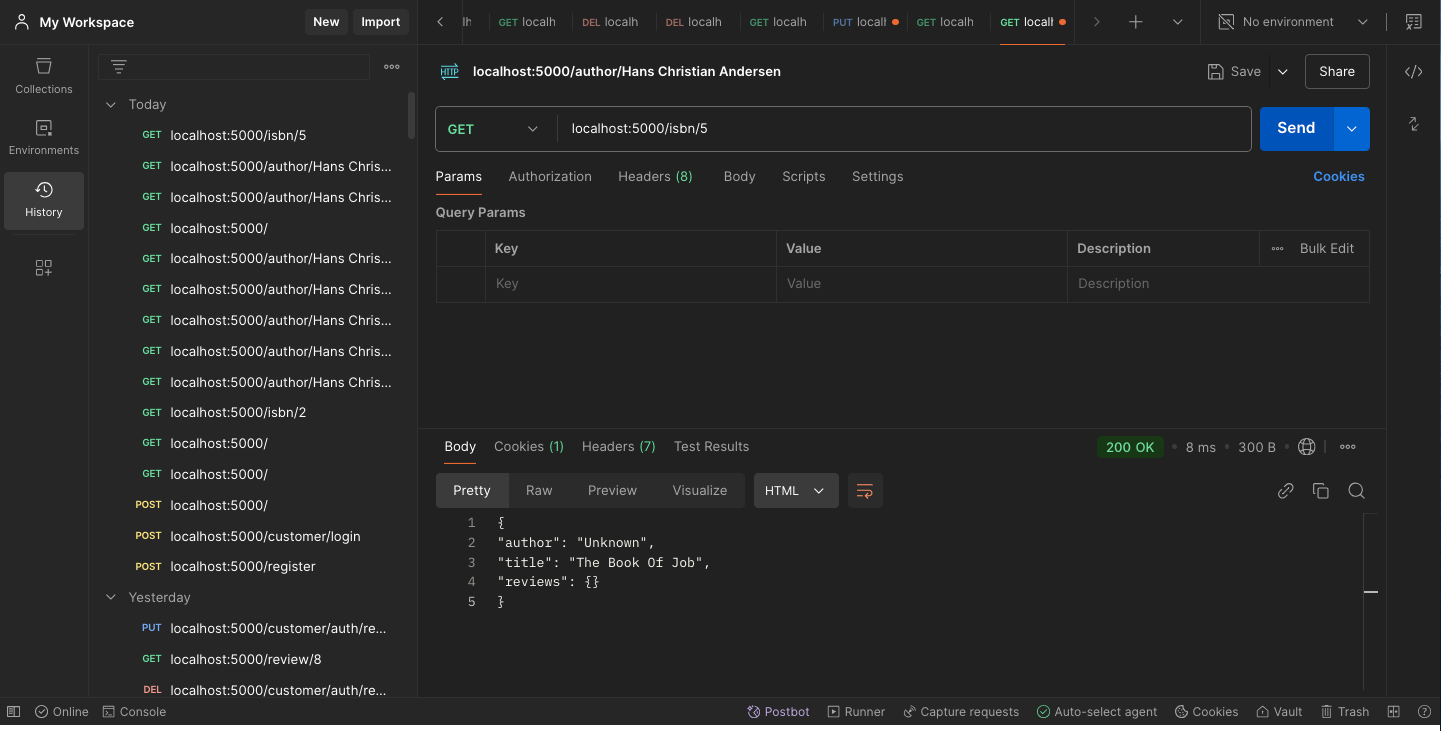 My Workspace New Import
lh GET localh DEL localh DEL localh GET localh PUT localh GET localh GET localh No environment
Collections
Environments
History
Today
GET localhost:5000/isbn/5
GET localhost:5000/author/Hans Chris...
GET localhost:5000/author/Hans Chris...
GET localhost:5000/
GET localhost:5000/author/Hans Chris...
GET localhost:5000/author/Hans Chris...
GET localhost:5000/author/Hans Chris...
GET localhost:5000/author/Hans Chris...
GET localhost:5000/author/Hans Chris...
GET localhost:5000/isbn/2
GET localhost:5000/
GET localhost:5000/
POST localhost:5000/
POST localhost:5000/customer/login
POST localhost:5000/register
Yesterday
PUT localhost:5000/customer/auth/re...
GET localhost:5000/review/8
DEL localhost:5000/customer/auth/re...
HTTP localhost:5000/author/Hans Christian Andersen Save Share
GET localhost:5000/isbn/5 Send
Params Authorization Headers (8) Body Scripts Settings Cookies
Query Params
Key Value Description Bulk Edit
Key Value Description
Body Cookies (1) Headers (7) Test Results 200 OK 8 ms 300 B
Pretty Raw Preview Visualize HTML
1 {
2 "author": "Unknown",
3 "title": "The Book Of Job",
4 "reviews": {}
5 }
Online Console Postbot Runner Capture requests Auto-select agent Cookies Vault Trash